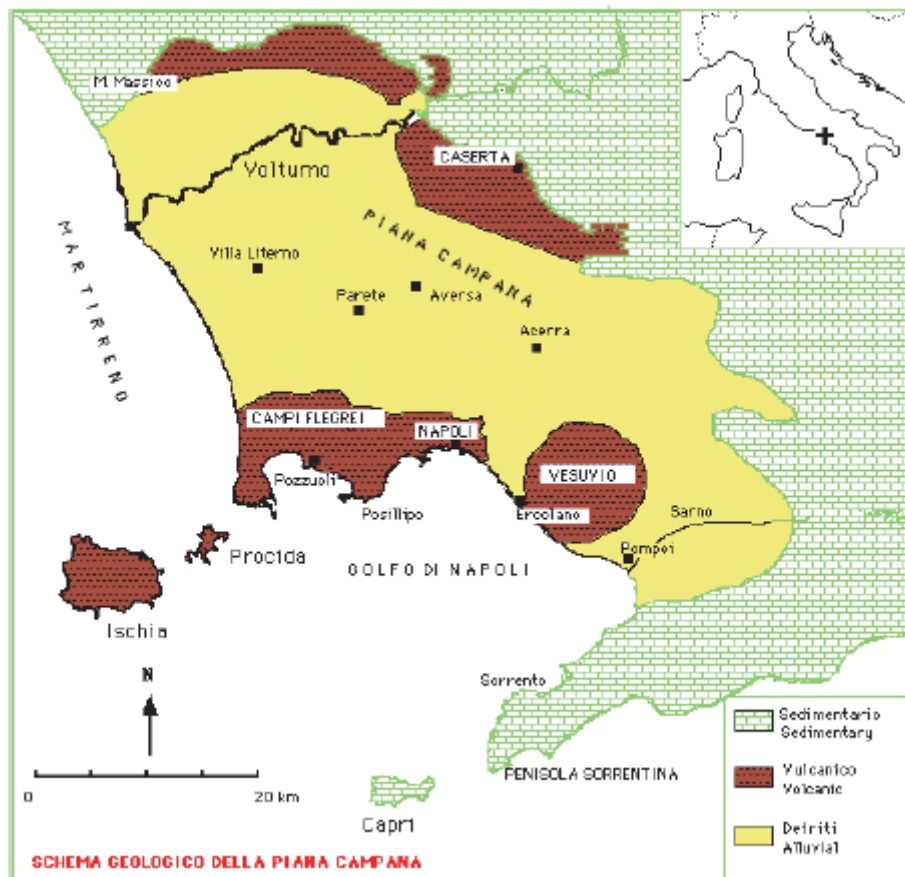 M. Massico
CASERTA
Volturno
PIANA CAMPANA
MAR TIRRENO
Villa Literno
Parete
Aversa
Acerra
CAMPI FLEGREI
NAPOLI
VESUVIO
Pozzuoli
Posillipo
Ercolano
Sarno
Pompei
Procida
GOLFO DI NAPOLI
Ischia
N
Sorrento
PENISOLA SORRENTINA
0 20 km
Capri
Sedimentario
Sedimentary
Vulcanico
Volcanic
Detriti
Alluvial
SCHEMA GEOLOGICO DELLA PIANA CAMPANA